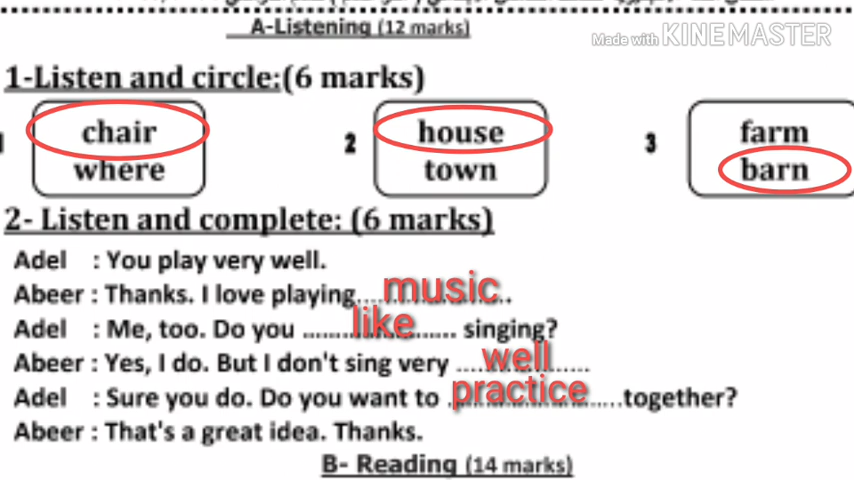 A-Listening (12 marks)
Made with KINEMASTER
1-Listen and circle:(6 marks)
1 chair 2 house 3 farm
where town barn
2- Listen and complete: (6 marks)
Adel : You play very well.
Abeer : Thanks. I love playing....music..
Adel : Me, too. Do you ........like....... singing?
Abeer : Yes, I do. But I don't sing very ....well......
Adel : Sure you do. Do you want to .practice......together?
Abeer : That's a great idea. Thanks.
B- Reading (14 marks)